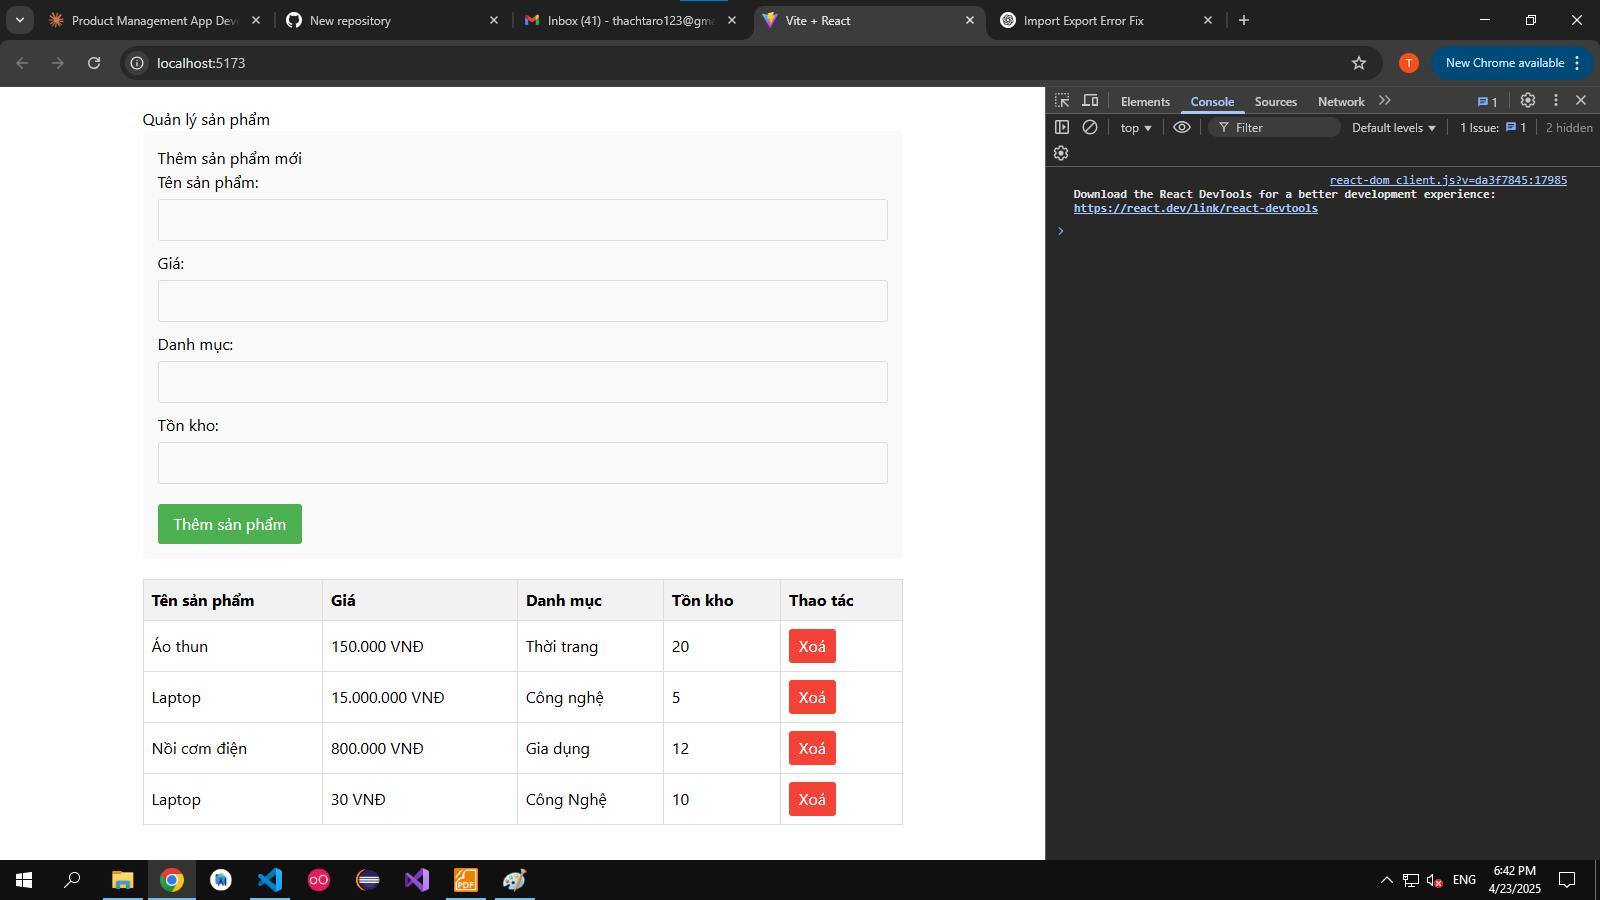 Product Management App Dev
New repository
Inbox (41) - thachtaro123@gma
Vite + React
Import Export Error Fix
localhost:5173
T
New Chrome available
Elements
Console
Sources
Network
1
top
Filter
Default levels
1 Issue:
1
2 hidden
react-dom_client.js?v=da3f7845:17985
Download the React DevTools for a better development experience:
https://react.dev/link/react-devtools
Quản lý sản phẩm
Thêm sản phẩm mới
Tên sản phẩm:
Giá:
Danh mục:
Tồn kho:
Thêm sản phẩm
Tên sản phẩm Giá Danh mục Tồn kho Thao tác
Áo thun 150.000 VNĐ Thời trang 20 Xoá
Laptop 15.000.000 VNĐ Công nghệ 5 Xoá
Nồi cơm điện 800.000 VNĐ Gia dụng 12 Xoá
Laptop 30 VNĐ Công Nghệ 10 Xoá
PDF
ENG
6:42 PM
4/23/2025